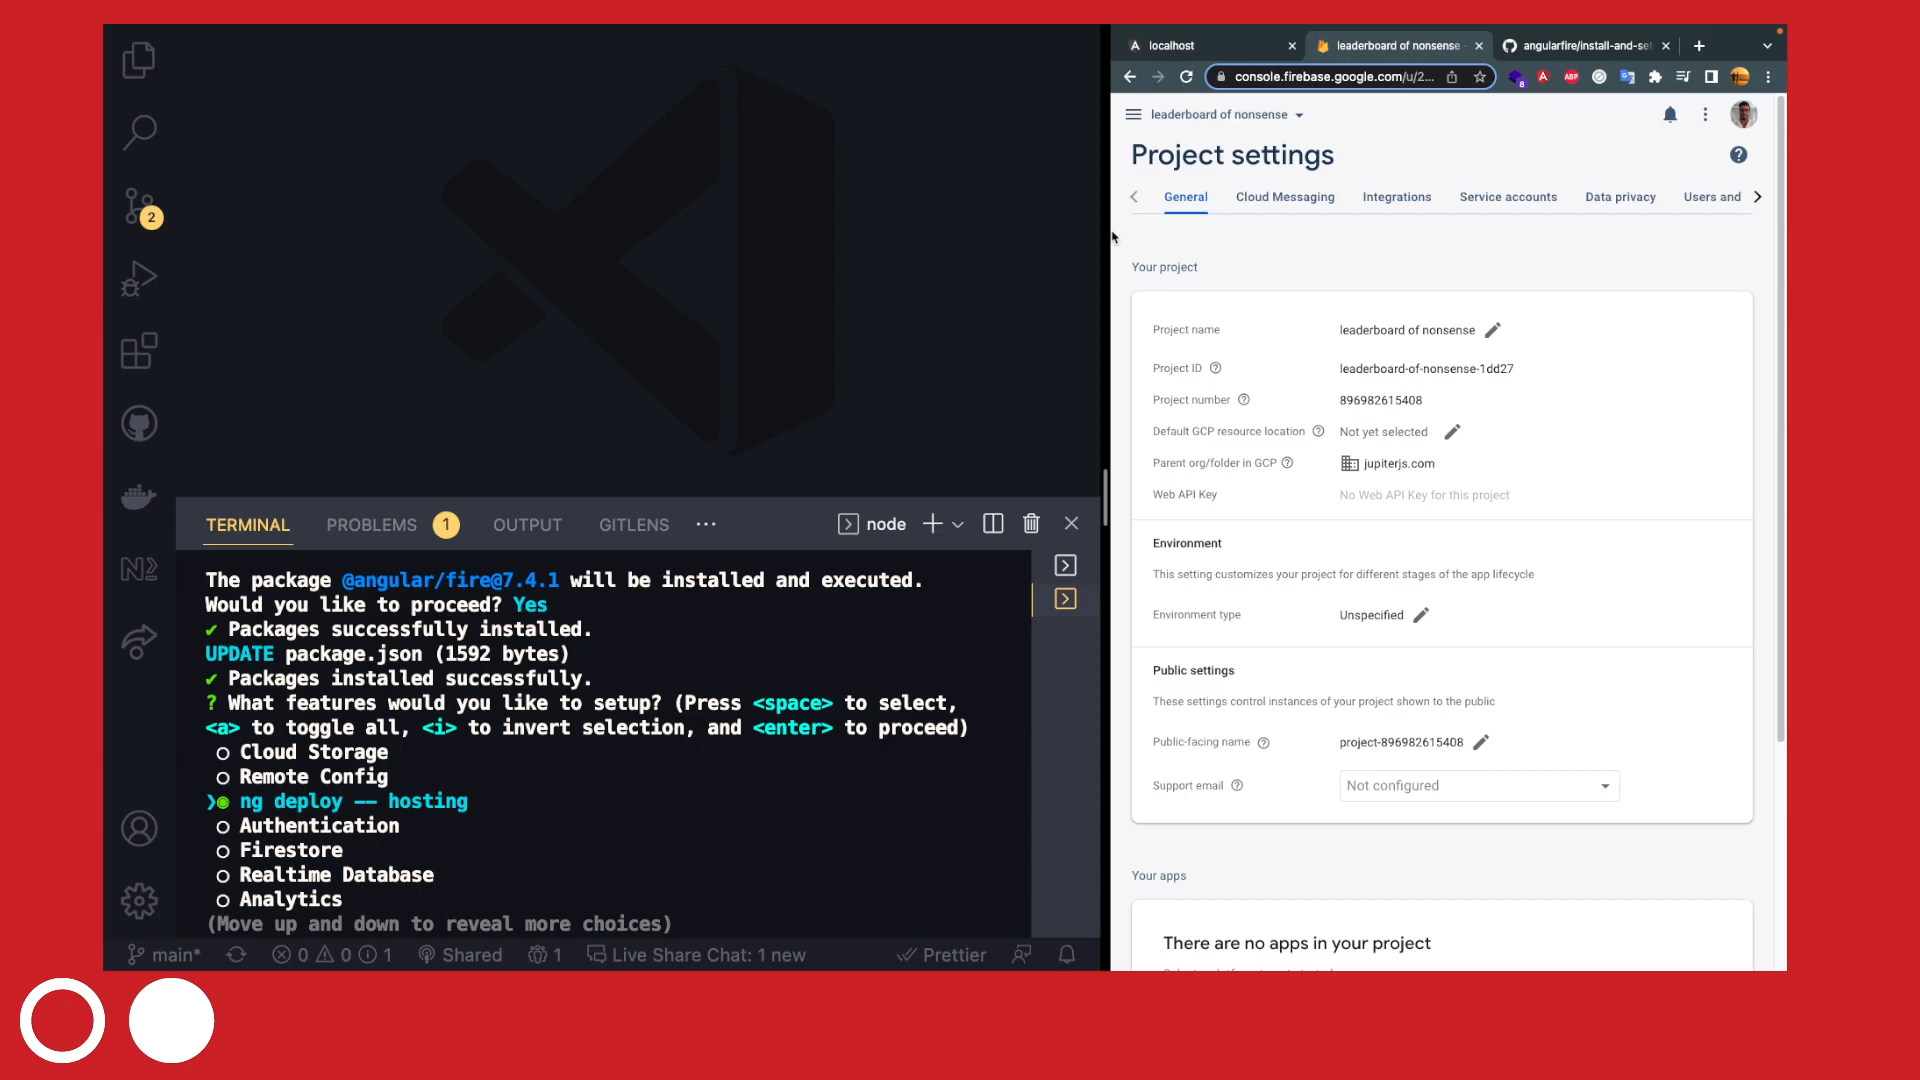 2
TERMINAL
PROBLEMS 1
OUTPUT
GITLENS
node
The package @angular/fire@7.4.1 will be installed and executed.
Would you like to proceed? Yes
✔ Packages successfully installed.
UPDATE package.json (1592 bytes)
✔ Packages installed successfully.
? What features would you like to setup? (Press <space> to select,
<a> to toggle all, <i> to invert selection, and <enter> to proceed)
Cloud Storage
Remote Config
❯◉ ng deploy -- hosting
Authentication
Firestore
Realtime Database
Analytics
(Move up and down to reveal more choices)
main* 0 0 1 Shared 1 Live Share Chat: 1 new Prettier
localhost
leaderboard of nonsense
angularfire/install-and-se
console.firebase.google.com/u/2...
ABP
8
leaderboard of nonsense
Project settings
General
Cloud Messaging
Integrations
Service accounts
Data privacy
Users and
Your project
Project name leaderboard of nonsense
Project ID leaderboard-of-nonsense-1dd27
Project number 896982615408
Default GCP resource location Not yet selected
Parent org/folder in GCP jupiterjs.com
Web API Key No Web API Key for this project
Environment
This setting customizes your project for different stages of the app lifecycle
Environment type Unspecified
Public settings
These settings control instances of your project shown to the public
Public-facing name project-896982615408
Support email Not configured
Your apps
There are no apps in your project